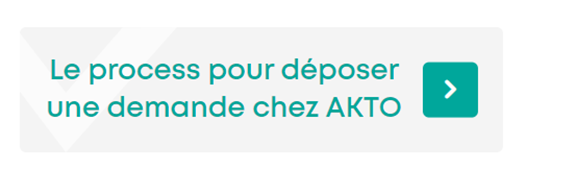 Le process pour déposer
une demande chez AKTO